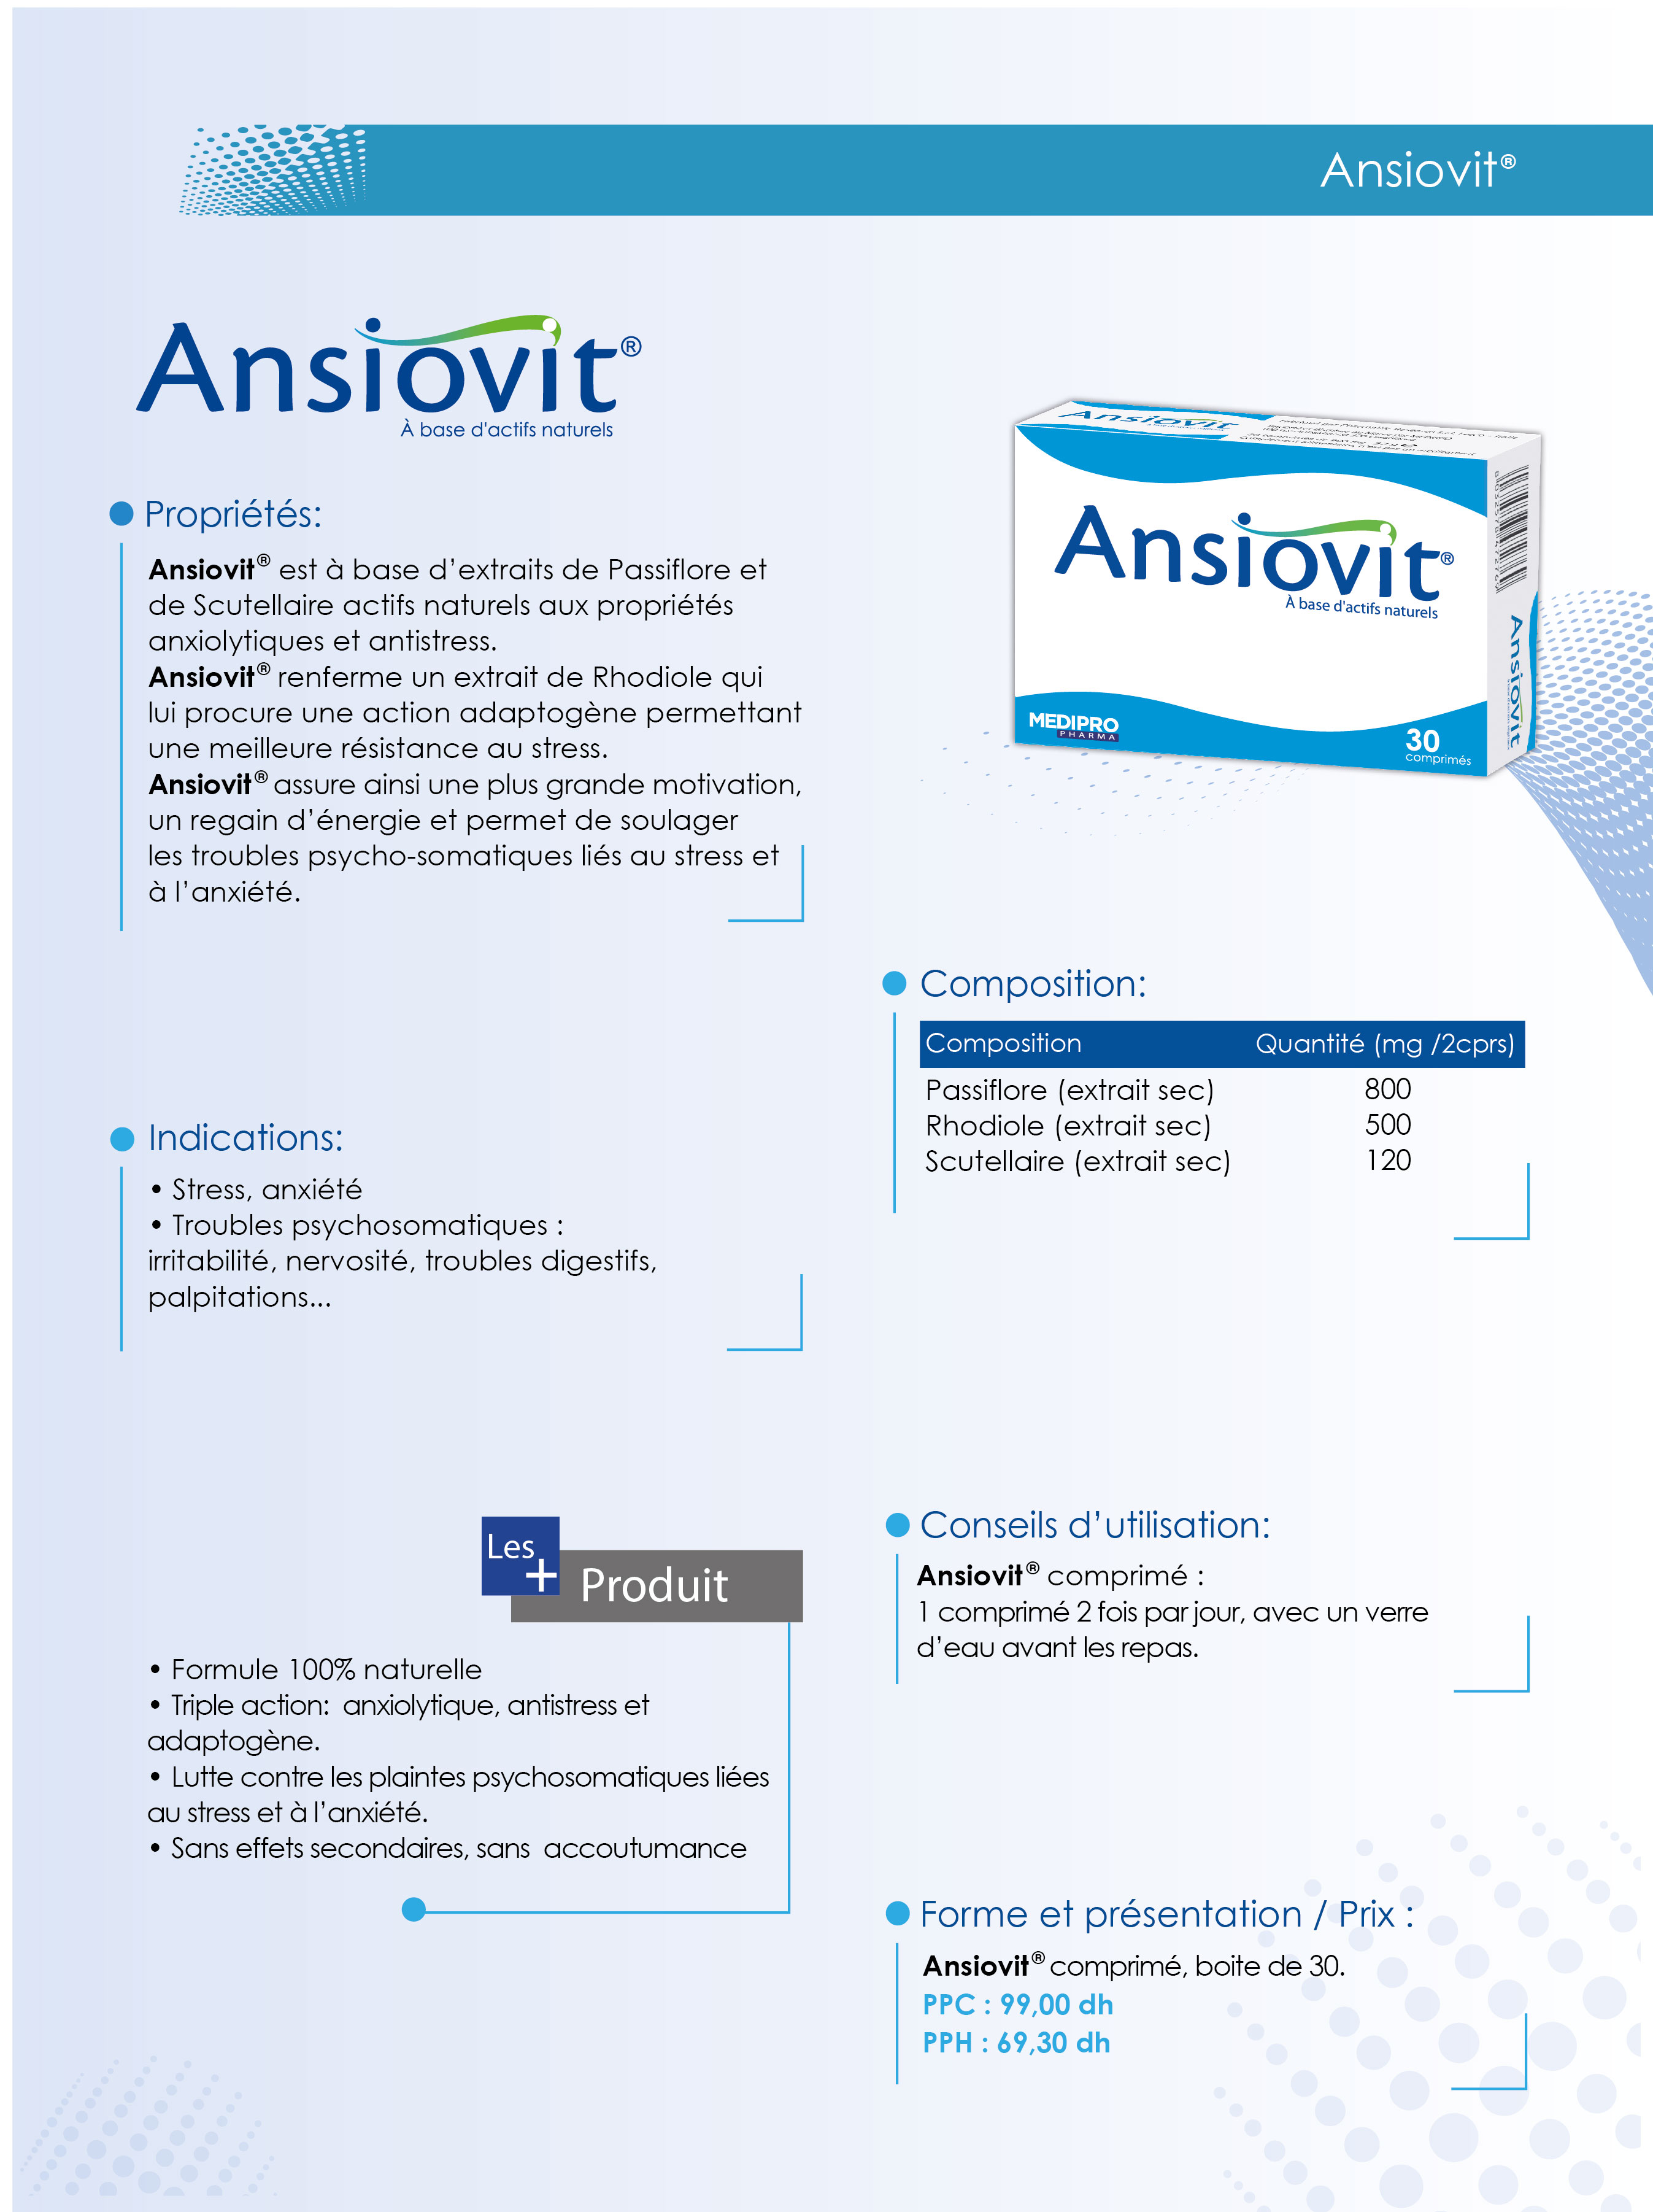 Ansiovit®
Ansiovit®
À base d'actifs naturels
Propriétés:
Ansiovit® est à base d’extraits de Passiflore et
de Scutellaire actifs naturels aux propriétés
anxiolytiques et antistress.
Ansiovit® renferme un extrait de Rhodiole qui
lui procure une action adaptogène permettant
une meilleure résistance au stress.
Ansiovit® assure ainsi une plus grande motivation,
un regain d’énergie et permet de soulager
les troubles psycho-somatiques liés au stress et
à l’anxiété.
Ansiovit
Ansiovit®
À base d'actifs naturels
MEDIPRO
PHARMA
30
comprimés
Ansiovit
Composition:
Composition Quantité (mg /2cprs)
Passiflore (extrait sec) 800
Rhodiole (extrait sec) 500
Scutellaire (extrait sec) 120
Indications:
• Stress, anxiété
• Troubles psychosomatiques :
irritabilité, nervosité, troubles digestifs,
palpitations...
Les +
Produit
• Formule 100% naturelle
• Triple action:  anxiolytique, antistress et
adaptogène.
• Lutte contre les plaintes psychosomatiques liées
au stress et à l’anxiété.
• Sans effets secondaires, sans  accoutumance
Conseils d’utilisation:
Ansiovit® comprimé :
1 comprimé 2 fois par jour, avec un verre
d’eau avant les repas.
Forme et présentation / Prix :
Ansiovit® comprimé, boite de 30.
PPC : 99,00 dh
PPH : 69,30 dh